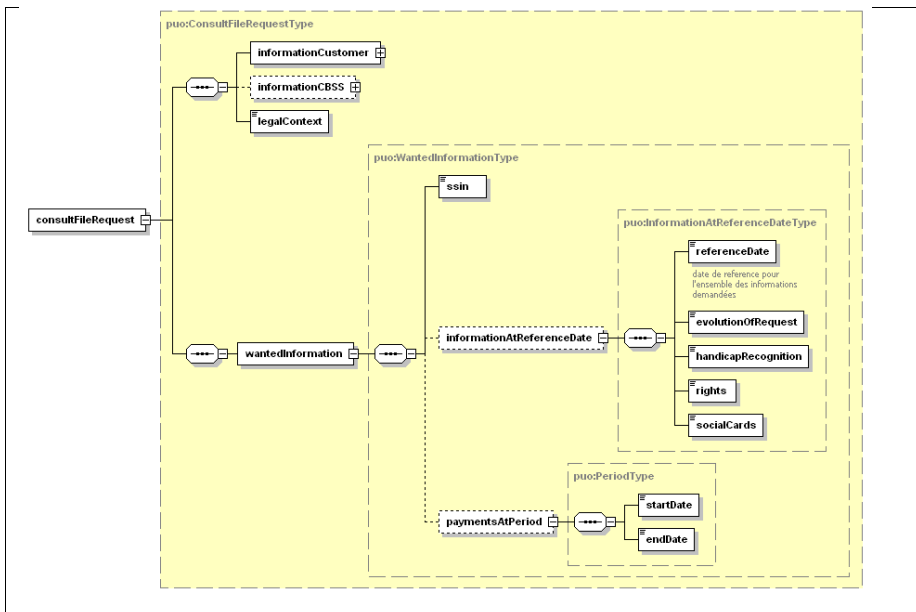 puo:ConsultFileRequestType
informationCustomer
informationCBSS
legalContext
puo:WantedInformationType
ssin
consultFileRequest
puo:InformationAtReferenceDateType
referenceDate
date de reference pour
l'ensemble des informations
demandées
evolutionOfRequest
informationAtReferenceDate
wantedInformation
handicapRecognition
rights
socialCards
puo:PeriodType
startDate
paymentsAtPeriod
endDate